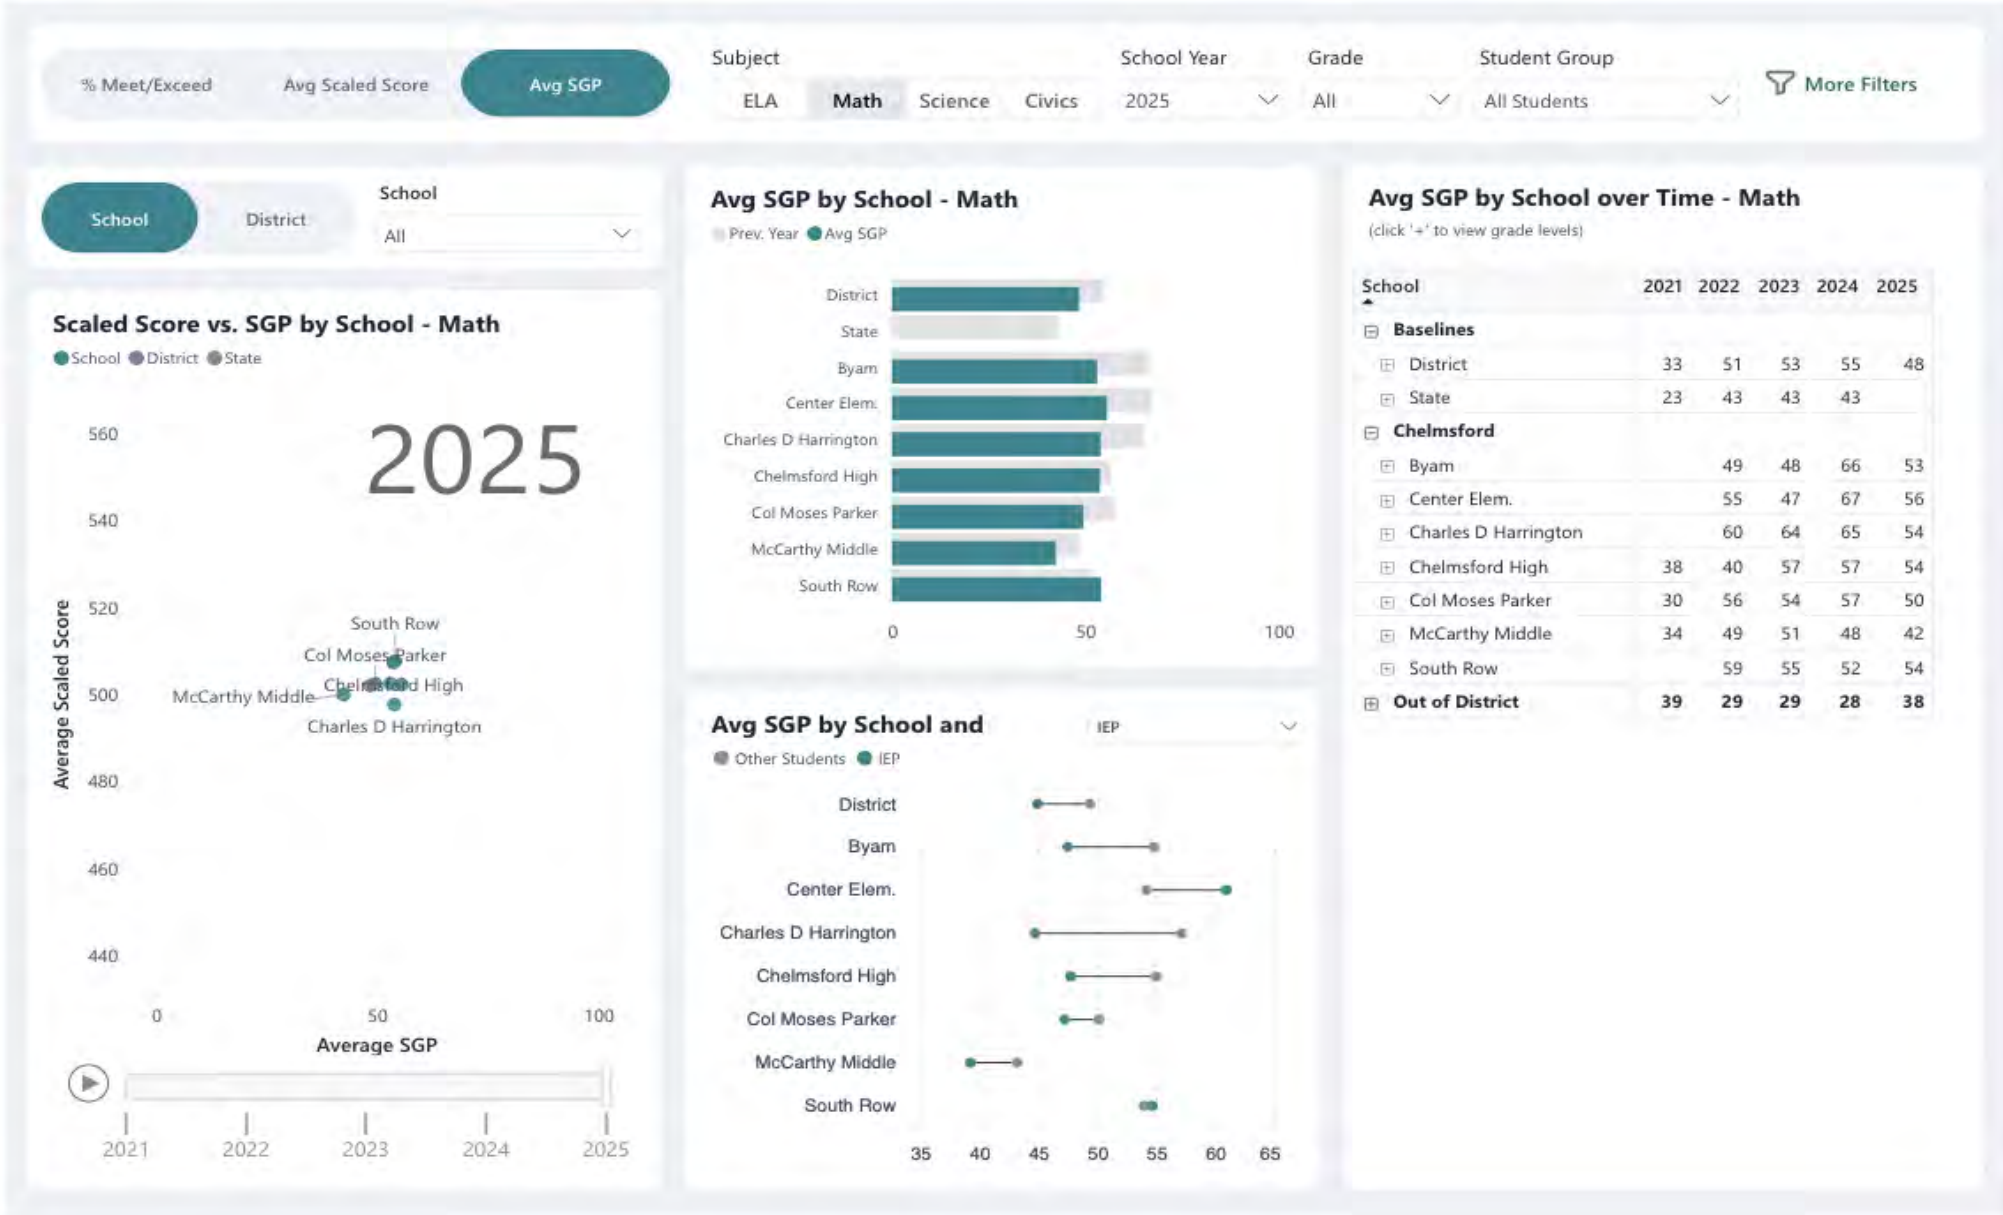 % Meet/Exceed Avg Scaled Score Avg SGP
Subject
ELA Math Science Civics
School Year
2025
Grade
All
Student Group
All Students
More Filters
School District
School
All
Scaled Score vs. SGP by School - Math
School District State
2025
560
540
520
500
480
460
440
Average Scaled Score
South Row
Col Moses Parker
Chelmsford High
McCarthy Middle
Charles D Harrington
0 50 100
Average SGP
2021 2022 2023 2024 2025
Avg SGP by School - Math
Prev. Year Avg SGP
District
State
Byam
Center Elem.
Charles D Harrington
Chelmsford High
Col Moses Parker
McCarthy Middle
South Row
0 50 100
Avg SGP by School and IEP
Other Students IEP
District
Byam
Center Elem.
Charles D Harrington
Chelmsford High
Col Moses Parker
McCarthy Middle
South Row
35 40 45 50 55 60 65
Avg SGP by School over Time - Math
(click '+' to view grade levels)
School 2021 2022 2023 2024 2025
Baselines
District 33 51 53 55 48
State 23 43 43 43
Chelmsford
Byam 49 48 66 53
Center Elem. 55 47 67 56
Charles D Harrington 60 64 65 54
Chelmsford High 38 40 57 57 54
Col Moses Parker 30 56 54 57 50
McCarthy Middle 34 49 51 48 42
South Row 59 55 52 54
Out of District 39 29 29 28 38